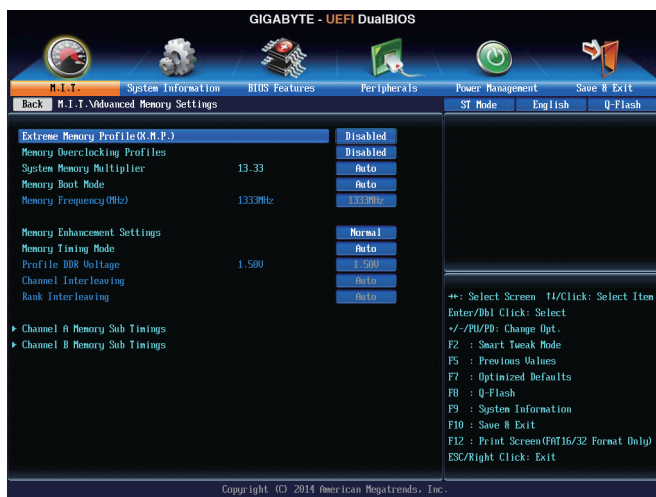 GIGABYTE - UEFI DualBIOS
M.I.T. System Information BIOS Features Peripherals Power Management Save & Exit
Back M.I.T.\Advanced Memory Settings ST Mode English Q-Flash
Extreme Memory Profile(X.M.P.) Disabled
Memory Overclocking Profiles Disabled
System Memory Multiplier 13.33 Auto
Memory Boot Mode Auto
Memory Frequency(MHz) 1333MHz 1333MHz
Memory Enhancement Settings Normal
Memory Timing Mode Auto
Profile DDR Voltage 1.50V 1.50V
Channel Interleaving Auto
Rank Interleaving Auto
Channel A Memory Sub Timings
Channel B Memory Sub Timings
→←: Select Screen ↑↓/Click: Select Item
Enter/Dbl Click: Select
+/-/PU/PD: Change Opt.
F2 : Smart Tweak Mode
F5 : Previous Values
F7 : Optimized Defaults
F8 : Q-Flash
F9 : System Information
F10 : Save & Exit
F12 : Print Screen(FAT16/32 Format Only)
ESC/Right Click: Exit
Copyright (C) 2014 American Megatrends, Inc.